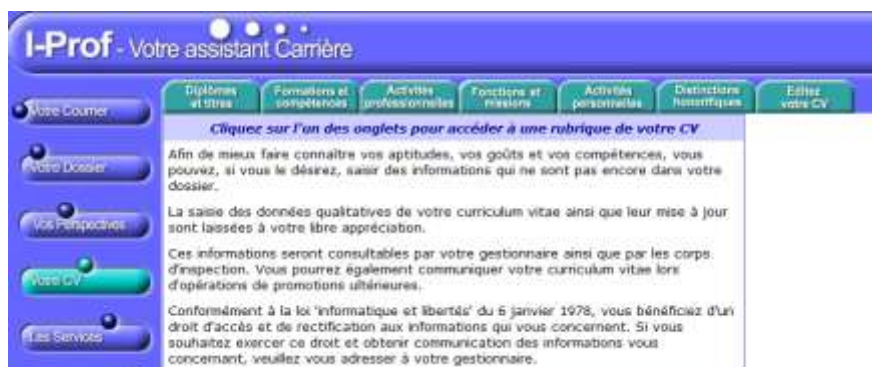 I-Prof - Votre assistant Carrière
Diplômes et titres
Formations et compétences
Activités professionnelles
Fonctions et missions
Activités personnelles
Distinctions honorifiques
Editez votre CV
Votre Courrier
Votre Dossier
Vos Perspectives
Votre CV
Les Services
Cliquez sur l'un des onglets pour accéder à une rubrique de votre CV
Afin de mieux faire connaître vos aptitudes, vos goûts et vos compétences, vous
pouvez, si vous le désirez, saisir des informations qui ne sont pas encore dans votre
dossier.
La saisie des données qualitatives de votre curriculum vitae ainsi que leur mise à jour
sont laissées à votre libre appréciation.
Ces informations seront consultables par votre gestionnaire ainsi que par les corps
d'inspection. Vous pourrez également communiquer votre curriculum vitae lors
d'opérations de promotions ultérieures.
Conformément à la loi 'informatique et libertés' du 6 janvier 1978, vous bénéficiez d'un
droit d'accès et de rectification aux informations qui vous concernent. Si vous
souhaitez exercer ce droit et obtenir communication des informations vous
concernant, veuillez vous adresser à votre gestionnaire.